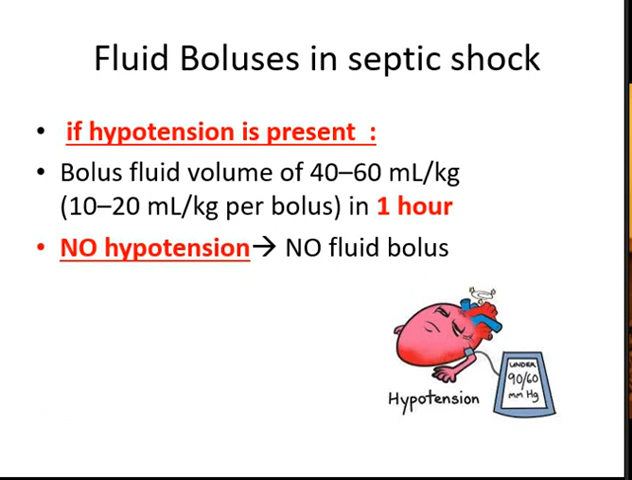 Fluid Boluses in septic shock
• if hypotension is present :
• Bolus fluid volume of 40–60 mL/kg
(10–20 mL/kg per bolus) in 1 hour
• NO hypotension→ NO fluid bolus
UNDER
90/60
mm Hg
Hypotension